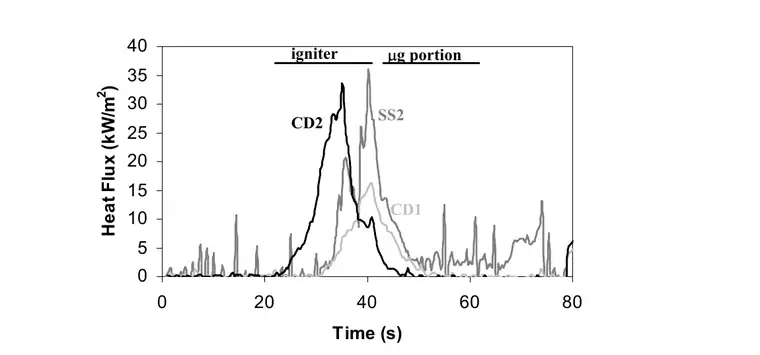 igniter
µg portion
CD2
SS2
CD1
Heat Flux (kW/m²)
40
35
30
25
20
15
10
5
0
0 20 40 60 80
Time (s)